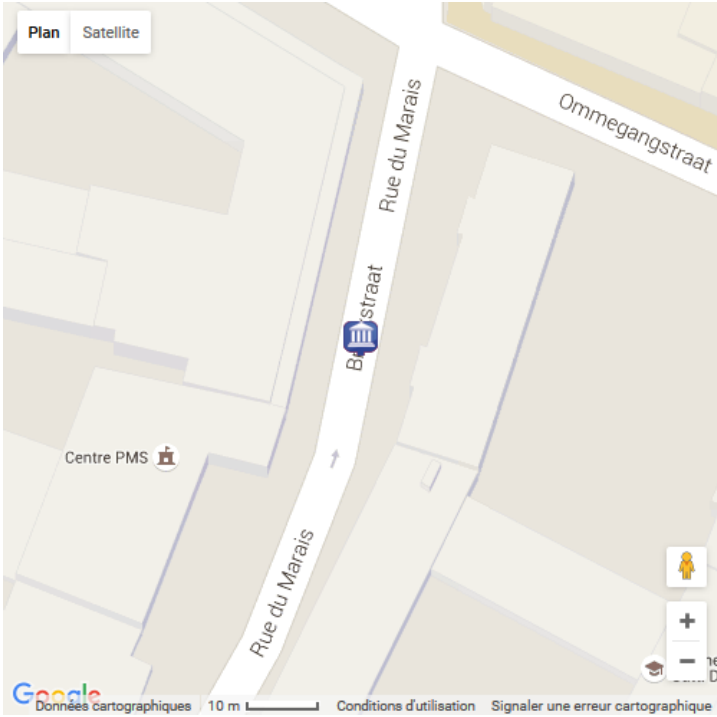 Plan
Satellite
Rue du Marais
Ommegangstraat
Centre PMS
Rue du Marais
Google
Données cartographiques
10 m
Conditions d'utilisation
Signaler une erreur cartographique